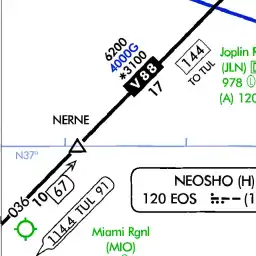 6200
4000G
*3100
V 88
17
144
TO TUL
Joplin R
(JLN)
978
(A) 120
NERNE
N37°
036
10
67
114.4 TUL 91
NEOSHO (H)
120 EOS
Miami Rgnl
(MIO)